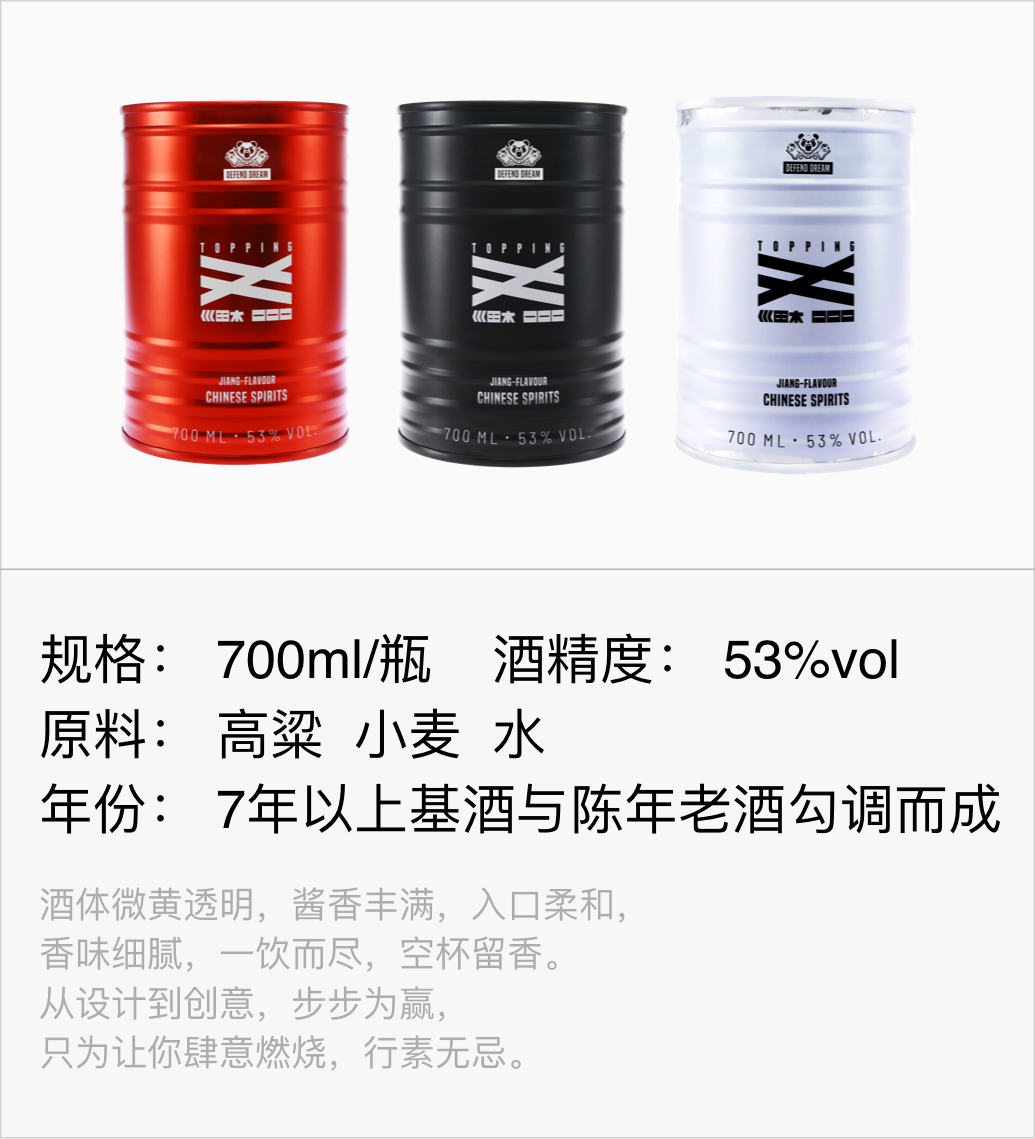 DEFEND DREAM
TOPPING
JIANG-FLAVOUR
CHINESE SPIRITS
700 ML · 53% VOL.
DEFEND DREAM
TOPPING
JIANG-FLAVOUR
CHINESE SPIRITS
700 ML · 53% VOL.
DEFEND DREAM
TOPPING
JIANG-FLAVOUR
CHINESE SPIRITS
700 ML · 53% VOL.
规格： 700ml/瓶 酒精度： 53%vol
原料： 高粱 小麦 水
年份： 7年以上基酒与陈年老酒勾调而成
酒体微黄透明，酱香丰满，入口柔和，
香味细腻，一饮而尽，空杯留香。
从设计到创意，步步为赢，
只为让你肆意燃烧，行素无忌。